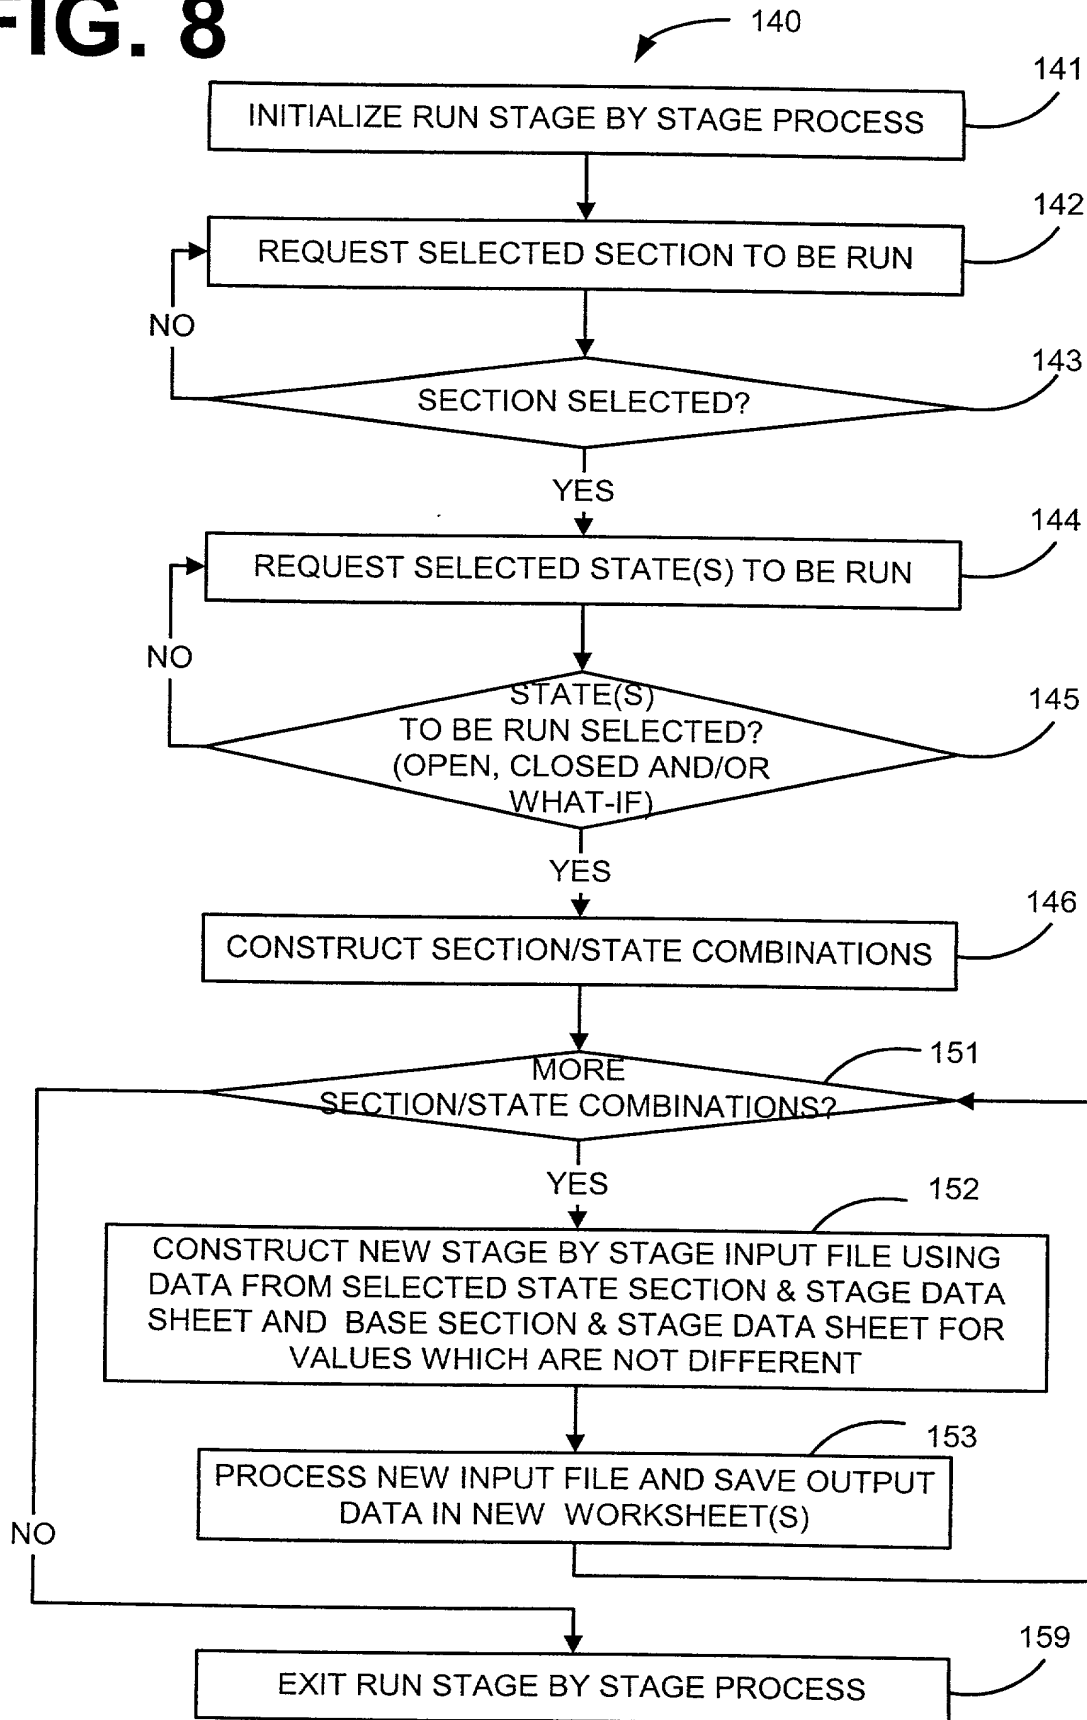 FIG. 8
140
141
INITIALIZE RUN STAGE BY STAGE PROCESS
142
REQUEST SELECTED SECTION TO BE RUN
NO
143
SECTION SELECTED?
YES
144
REQUEST SELECTED STATE(S) TO BE RUN
NO
145
STATE(S)
TO BE RUN SELECTED?
(OPEN, CLOSED AND/OR
WHAT-IF)
YES
146
CONSTRUCT SECTION/STATE COMBINATIONS
151
MORE
SECTION/STATE COMBINATIONS?
YES
152
CONSTRUCT NEW STAGE BY STAGE INPUT FILE USING
DATA FROM SELECTED STATE SECTION & STAGE DATA
SHEET AND BASE SECTION & STAGE DATA SHEET FOR
VALUES WHICH ARE NOT DIFFERENT
153
PROCESS NEW INPUT FILE AND SAVE OUTPUT
DATA IN NEW WORKSHEET(S)
NO
159
EXIT RUN STAGE BY STAGE PROCESS